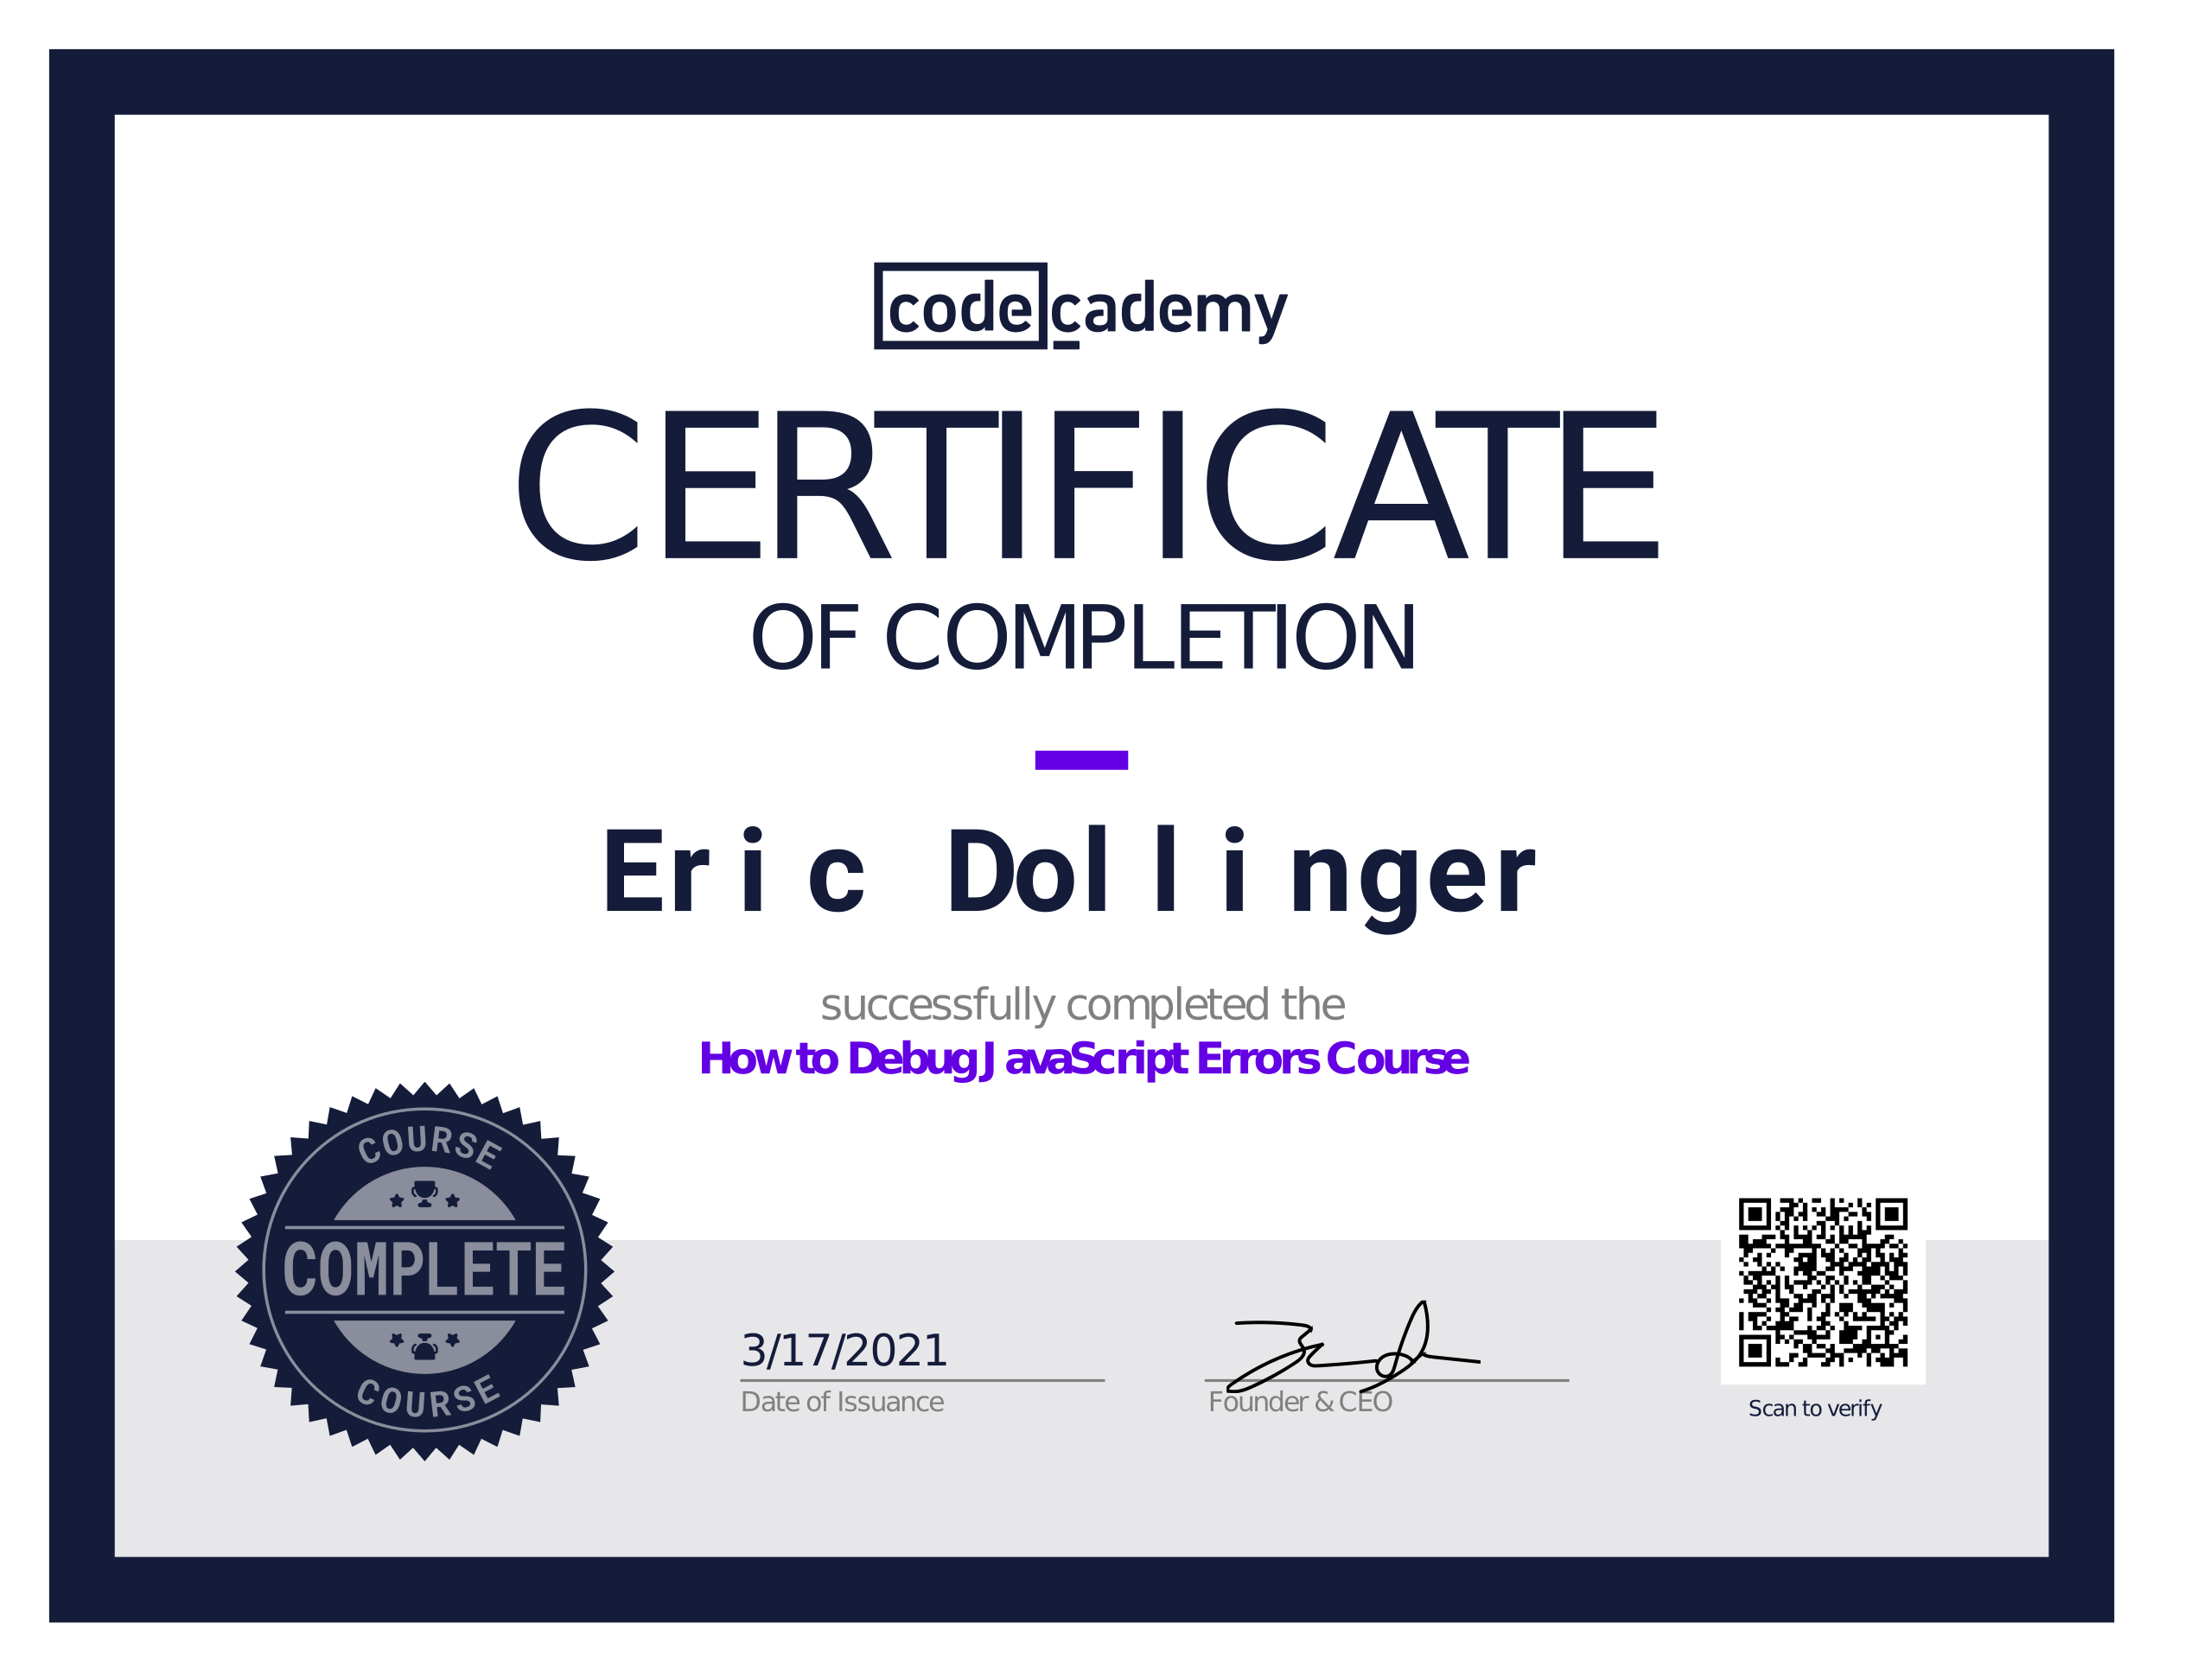 codecademy
CERTIFICATE
OF COMPLETION
Eric Dollinger
successfully completed the
How to Debug JavaScript Errors Course
COURSE
COMPLETE
COURSE
3/17/2021
Date of Issuance
Founder & CEO
Scan to verify